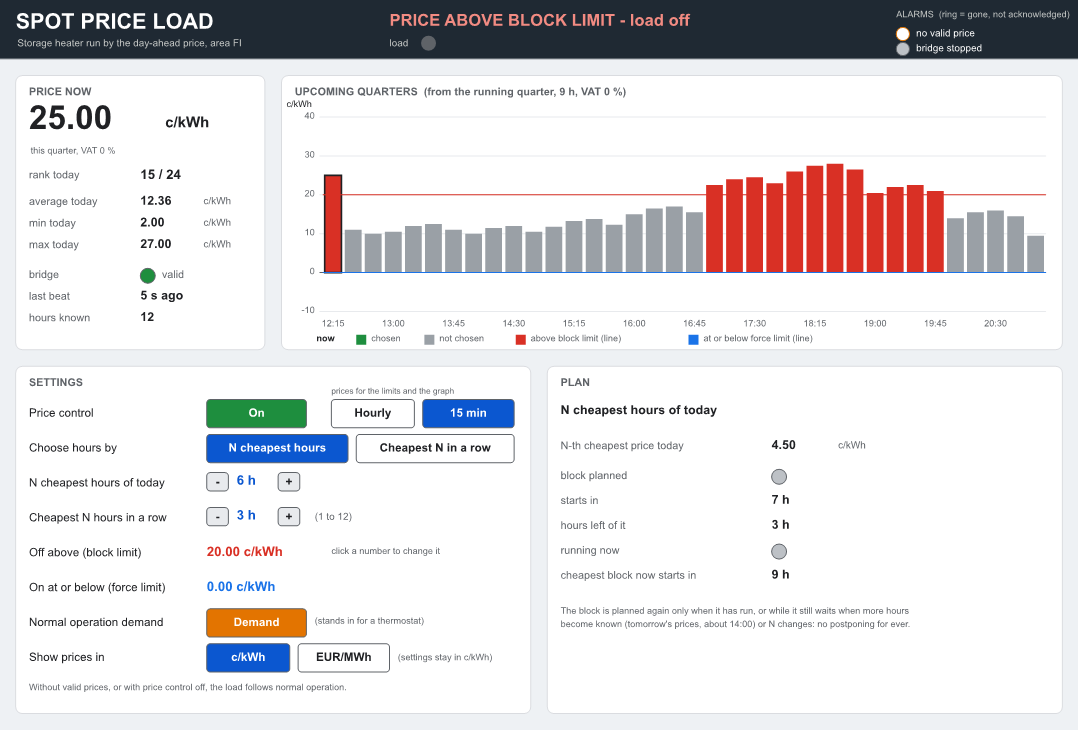 SPOT PRICE LOAD
Storage heater run by the day-ahead price, area FI
PRICE ABOVE BLOCK LIMIT - load off
load
ALARMS (ring = gone, not acknowledged)
no valid price
bridge stopped
PRICE NOW
25.00 c/kWh
this quarter, VAT 0 %
rank today 15 / 24
average today 12.36 c/kWh
min today 2.00 c/kWh
max today 27.00 c/kWh
bridge valid
last beat 5 s ago
hours known 12
UPCOMING QUARTERS (from the running quarter, 9 h, VAT 0 %)
c/kWh
40
30
20
10
0
-10
12:15 13:00 13:45 14:30 15:15 16:00 16:45 17:30 18:15 19:00 19:45 20:30
now chosen not chosen above block limit (line) at or below force limit (line)
SETTINGS
prices for the limits and the graph
Price control On Hourly 15 min
Choose hours by N cheapest hours Cheapest N in a row
N cheapest hours of today - 6 h +
Cheapest N hours in a row - 3 h + (1 to 12)
Off above (block limit) 20.00 c/kWh click a number to change it
On at or below (force limit) 0.00 c/kWh
Normal operation demand Demand (stands in for a thermostat)
Show prices in c/kWh EUR/MWh (settings stay in c/kWh)
Without valid prices, or with price control off, the load follows normal operation.
PLAN
N cheapest hours of today
N-th cheapest price today 4.50 c/kWh
block planned
starts in 7 h
hours left of it 3 h
running now
cheapest block now starts in 9 h
The block is planned again only when it has run, or while it still waits when more hours
become known (tomorrow's prices, about 14:00) or N changes: no postponing for ever.